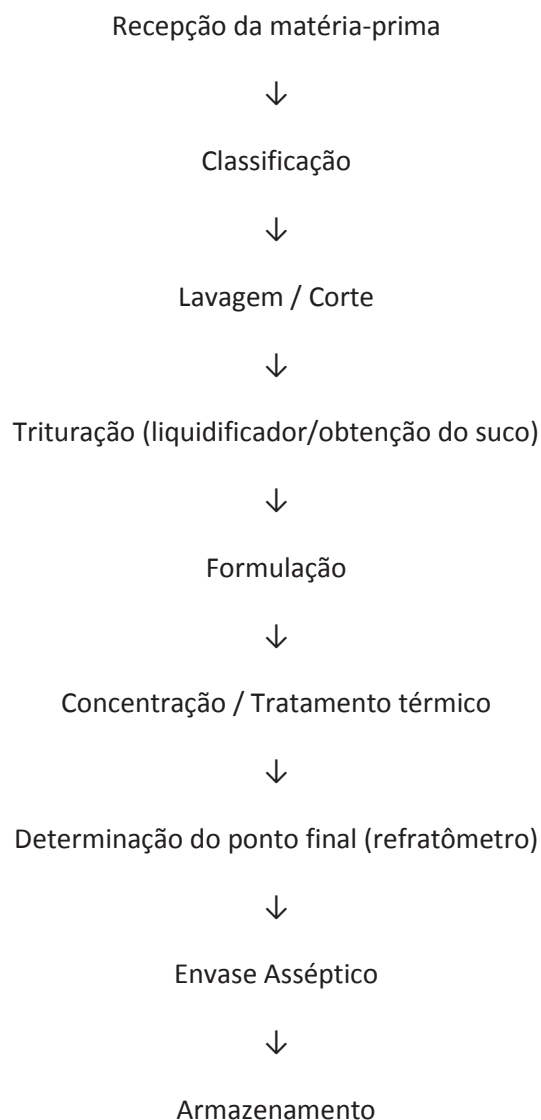 Recepção da matéria-prima
↓
Classificação
↓
Lavagem / Corte
↓
Trituração (liquidificador/obtenção do suco)
↓
Formulação
↓
Concentração / Tratamento térmico
↓
Determinação do ponto final (refratômetro)
↓
Envase Asséptico
↓
Armazenamento